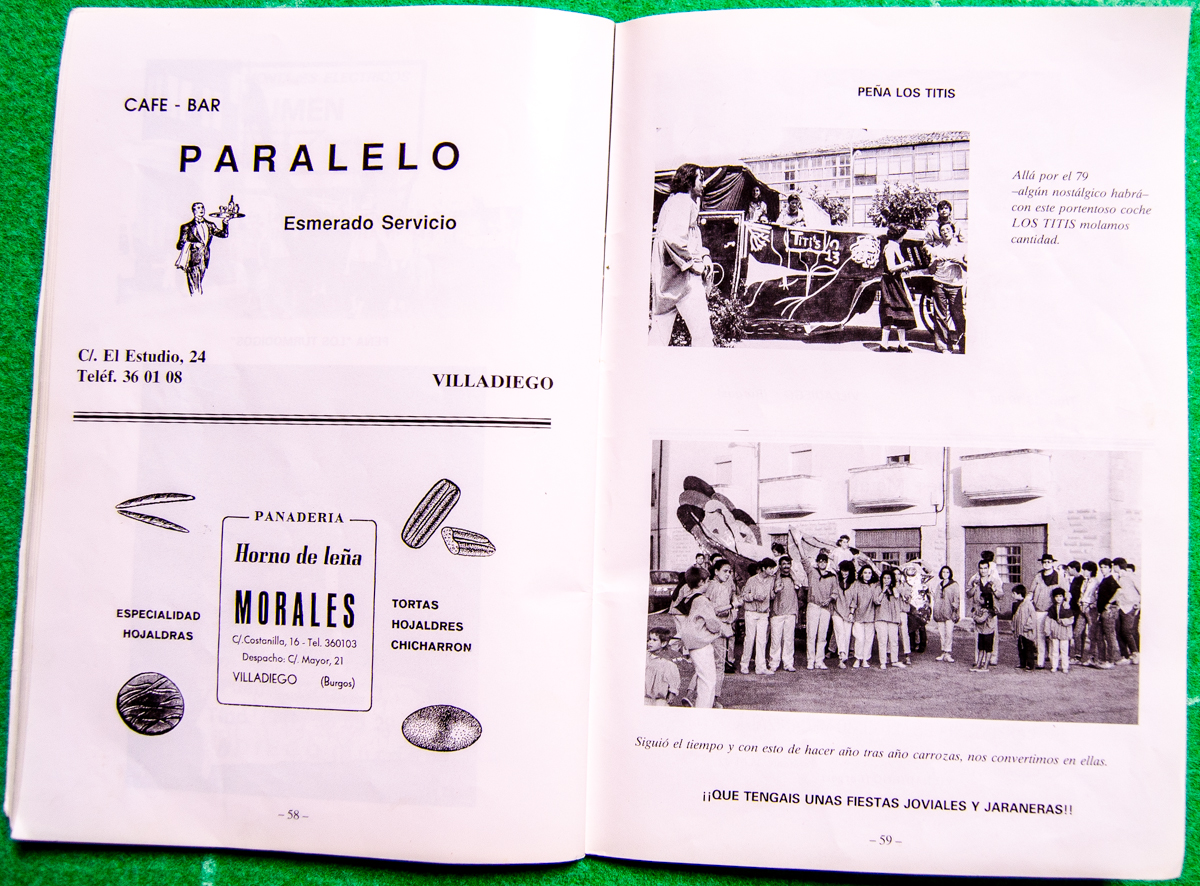 CAFE - BAR
PARALELO
Esmerado Servicio
C/. El Estudio, 24
Teléf. 36 01 08
VILLADIEGO
PANADERIA
Horno de leña
MORALES
C/.Costanilla, 16 - Tel. 360103
Despacho: C/. Mayor, 21
VILLADIEGO (Burgos)
ESPECIALIDAD
HOJALDRAS
TORTAS
HOJALDRES
CHICHARRON
– 58 –
PEÑA LOS TITIS
TITI'S
13
Allá por el 79
–algún nostálgico habrá–
con este portentoso coche
LOS TITIS molamos
cantidad.
Siguió el tiempo y con esto de hacer año tras año carrozas, nos convertimos en ellas.
¡¡QUE TENGAIS UNAS FIESTAS JOVIALES Y JARANERAS!!
– 59 –